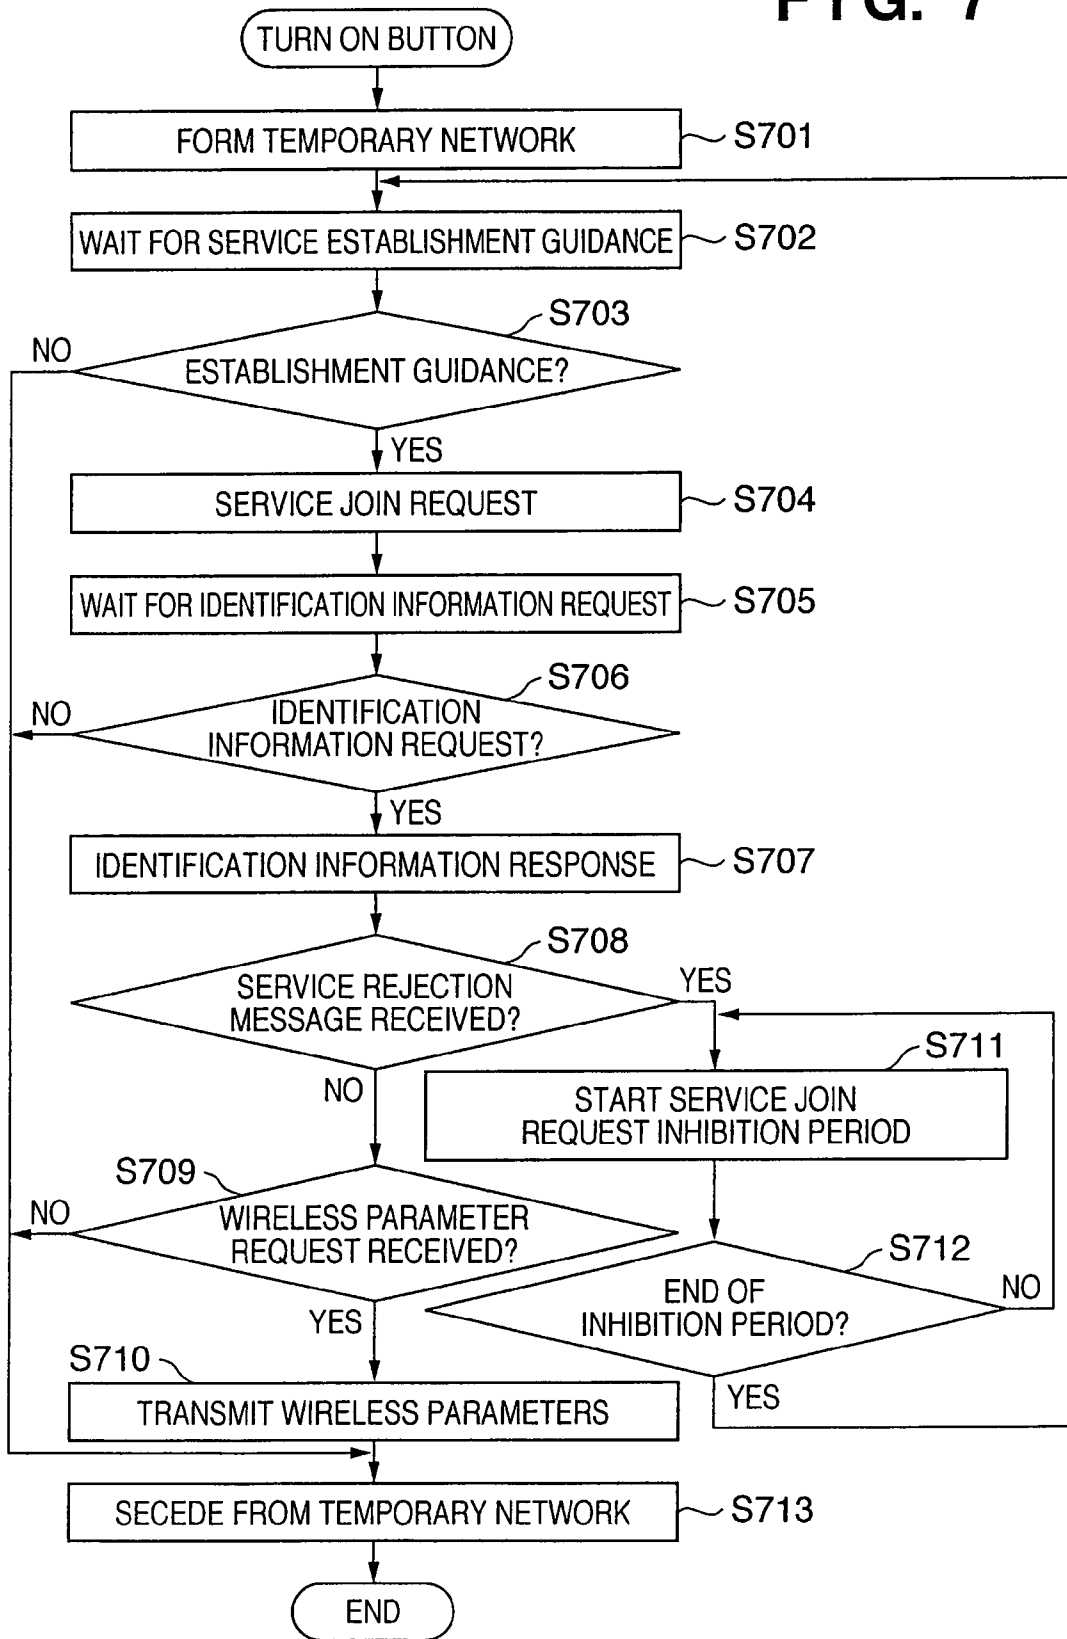 FIG. 7
TURN ON BUTTON
FORM TEMPORARY NETWORK
S701
WAIT FOR SERVICE ESTABLISHMENT GUIDANCE
S702
S703
NO
ESTABLISHMENT GUIDANCE?
YES
SERVICE JOIN REQUEST
S704
WAIT FOR IDENTIFICATION INFORMATION REQUEST
S705
S706
NO
IDENTIFICATION
INFORMATION REQUEST?
YES
IDENTIFICATION INFORMATION RESPONSE
S707
S708
SERVICE REJECTION
MESSAGE RECEIVED?
YES
NO
S711
START SERVICE JOIN
REQUEST INHIBITION PERIOD
S709
NO
WIRELESS PARAMETER
REQUEST RECEIVED?
YES
S712
END OF
INHIBITION PERIOD?
NO
YES
S710
TRANSMIT WIRELESS PARAMETERS
SECEDE FROM TEMPORARY NETWORK
S713
END